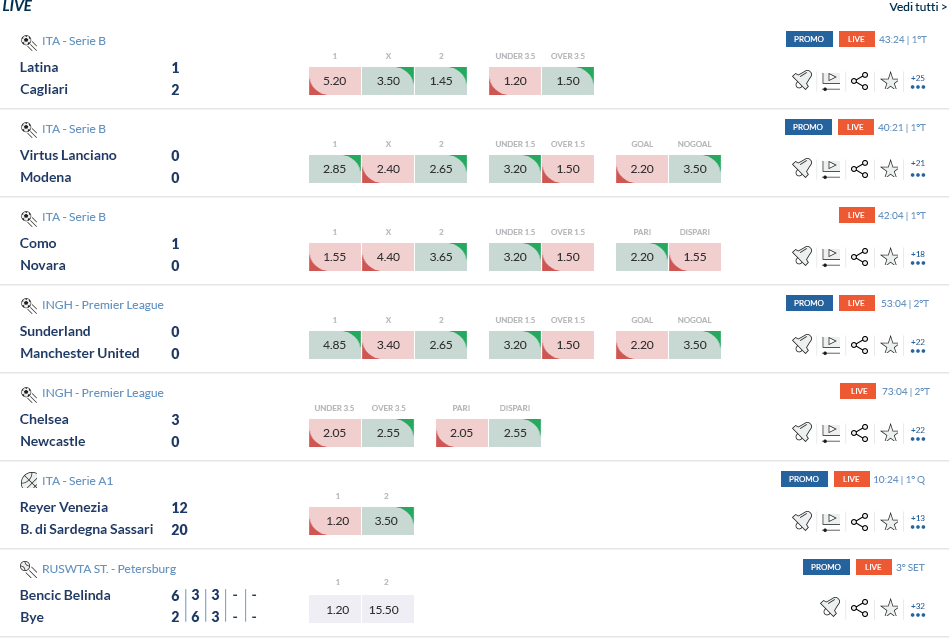 LIVE Vedi tutti >
ITA - Serie B PROMO LIVE 43:24 | 1°T
1 X 2 UNDER 3.5 OVER 3.5
Latina 1
5.20 3.50 1.45 1.20 1.50 +25
Cagliari 2
ITA - Serie B PROMO LIVE 40:21 | 1°T
1 X 2 UNDER 1.5 OVER 1.5 GOAL NOGOAL
Virtus Lanciano 0
2.85 2.40 2.65 3.20 1.50 2.20 3.50 +21
Modena 0
ITA - Serie B LIVE 42:04 | 1°T
1 X 2 UNDER 1.5 OVER 1.5 PARI DISPARI
Como 1
1.55 4.40 3.65 3.20 1.50 2.20 1.55 +18
Novara 0
INGH - Premier League PROMO LIVE 53:04 | 2°T
1 X 2 UNDER 1.5 OVER 1.5 GOAL NOGOAL
Sunderland 0
4.85 3.40 2.65 3.20 1.50 2.20 3.50 +22
Manchester United 0
INGH - Premier League LIVE 73:04 | 2°T
UNDER 3.5 OVER 3.5 PARI DISPARI
Chelsea 3
2.05 2.55 2.05 2.55 +22
Newcastle 0
ITA - Serie A1 PROMO LIVE 10:24 | 1° Q
1 2
Reyer Venezia 12
1.20 3.50 +13
B. di Sardegna Sassari 20
RUSWTA ST. - Petersburg PROMO LIVE 3° SET
1 2
Bencic Belinda 6 3 3 - -
1.20 15.50 +32
Bye 2 6 3 - -